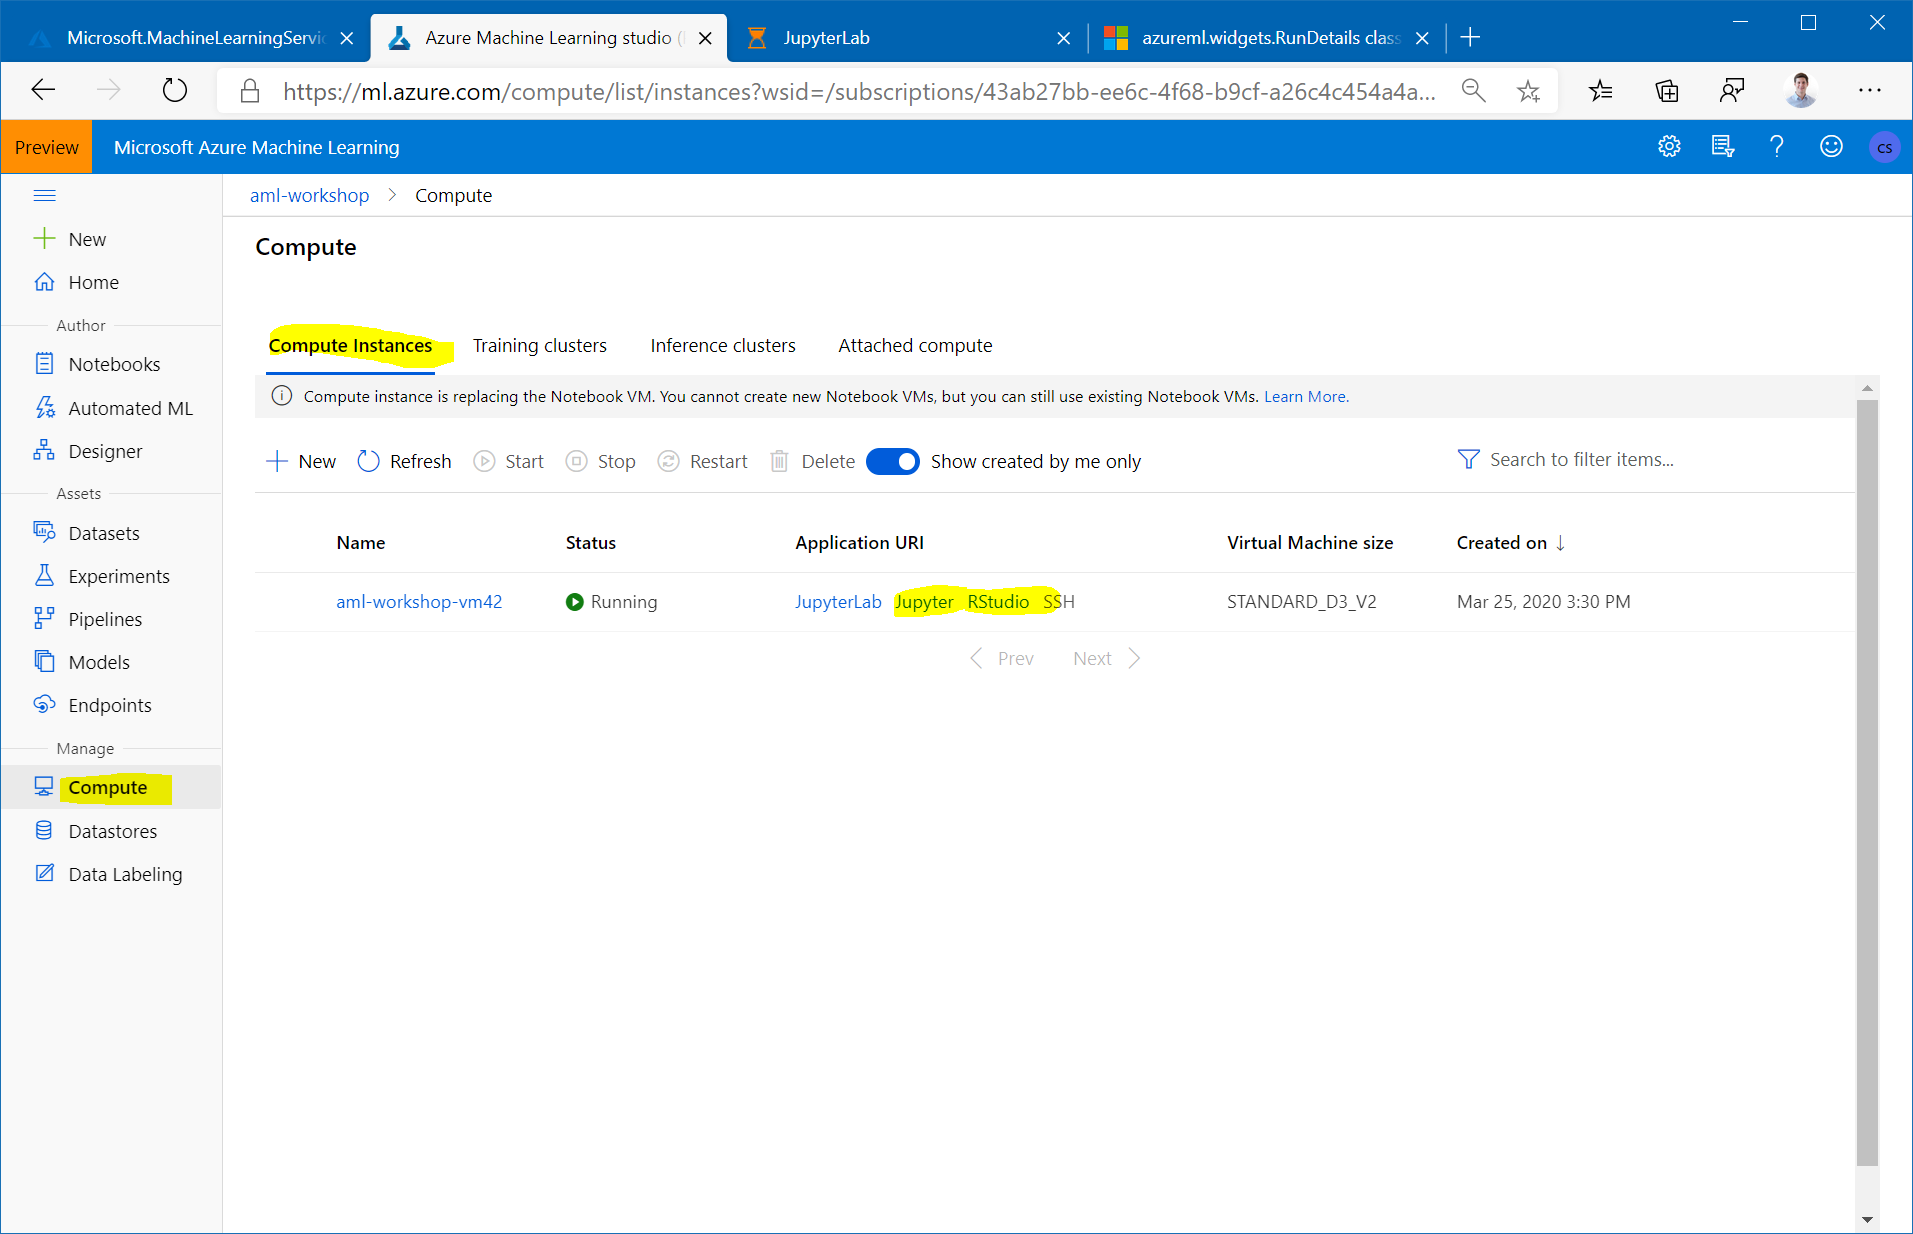 Microsoft.MachineLearningServic
Azure Machine Learning studio (
JupyterLab
azureml.widgets.RunDetails class
https://ml.azure.com/compute/list/instances?wsid=/subscriptions/43ab27bb-ee6c-4f68-b9cf-a26c4c454a4a...
Preview
Microsoft Azure Machine Learning
CS
aml-workshop > Compute
New
Home
Author
Notebooks
Automated ML
Designer
Assets
Datasets
Experiments
Pipelines
Models
Endpoints
Manage
Compute
Datastores
Data Labeling
Compute
Compute Instances Training clusters Inference clusters Attached compute
Compute instance is replacing the Notebook VM. You cannot create new Notebook VMs, but you can still use existing Notebook VMs. Learn More.
New Refresh Start Stop Restart Delete Show created by me only Search to filter items...
Name Status Application URI Virtual Machine size Created on ↓
aml-workshop-vm42 Running JupyterLab Jupyter RStudio SSH STANDARD_D3_V2 Mar 25, 2020 3:30 PM
Prev Next